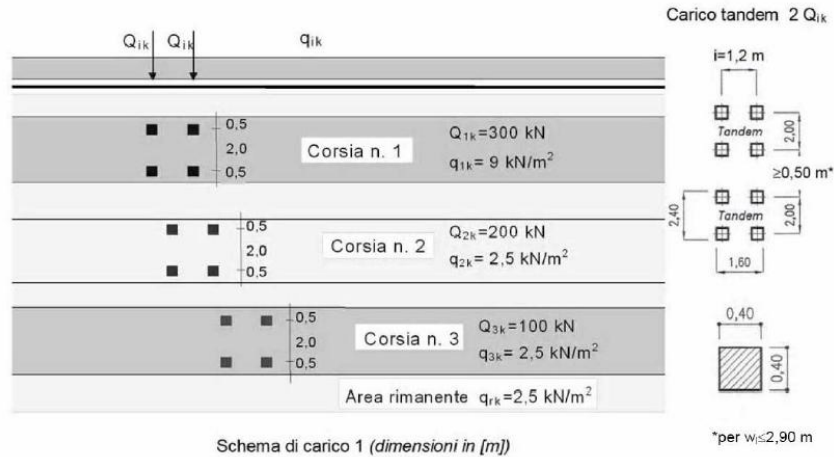 Carico tandem 2 Qik
Qik Qik qik
i=1,2 m
0,5
2,0
0,5
Corsia n. 1
Q1k=300 kN
q1k=9 kN/m²
Tandem
2,00
≥0,50 m*
0,5
2,0
0,5
Corsia n. 2
Q2k=200 kN
q2k=2,5 kN/m²
2,40
Tandem
2,00
1,60
0,5
2,0
0,5
Corsia n. 3
Q3k=100 kN
q3k=2,5 kN/m²
0,40
0,40
Area rimanente qrk=2,5 kN/m²
*per wl≤2,90 m
Schema di carico 1 (dimensioni in [m])